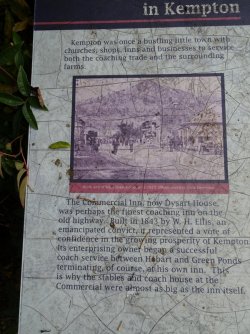 in Kempton
Kempton was once a bustling little town with
churches, shops, inns and businesses to service
both the coaching trade and the surrounding
farms.
The Commercial Inn, now Dysart House,
was perhaps the finest coaching inn on the
old highway. Built in 1843 by W. H. Ellis, an
emancipated convict, it represented a vote of
confidence in the growing prosperity of Kempton.
Its enterprising owner began a successful
coach service between Hobart and Green Ponds
terminating, of course, at his own inn. This
is why the stables and coach house at the
Commercial were almost as big as the inn itself.